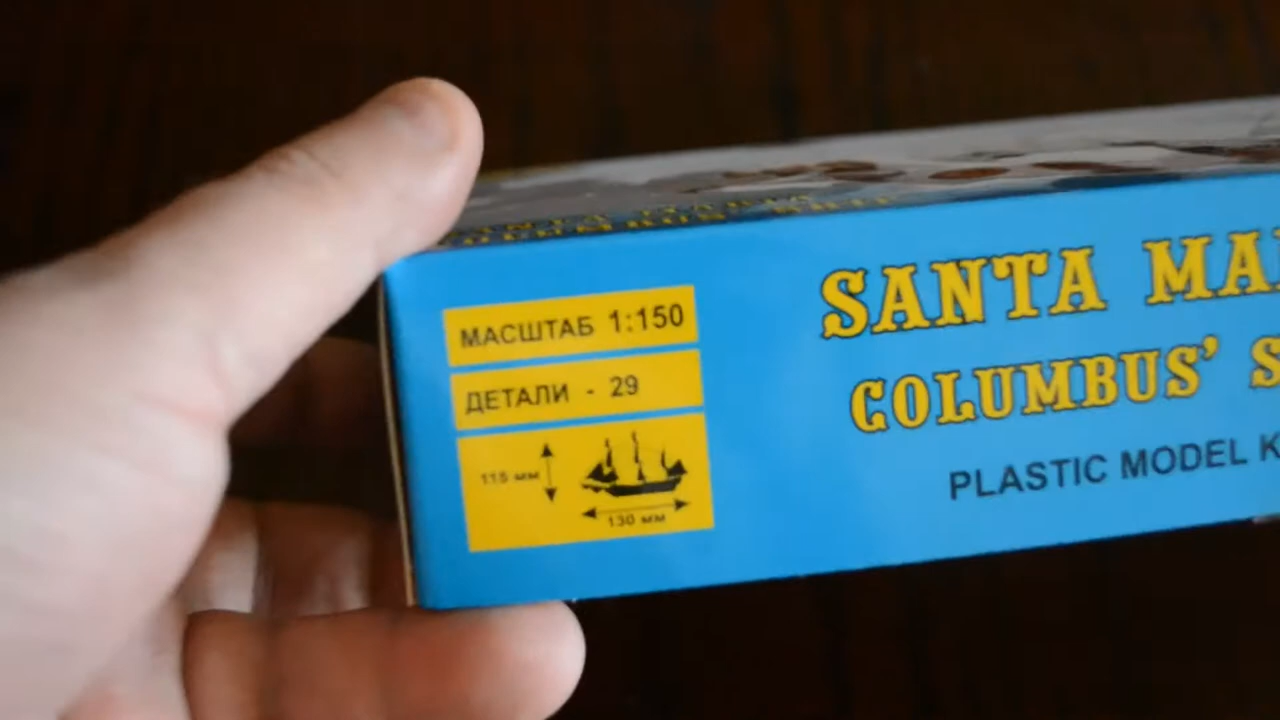 МАСШТАБ 1:150
ДЕТАЛИ - 29
115 мм
130 мм
SANTA MA
COLUMBUS' S
PLASTIC MODEL K